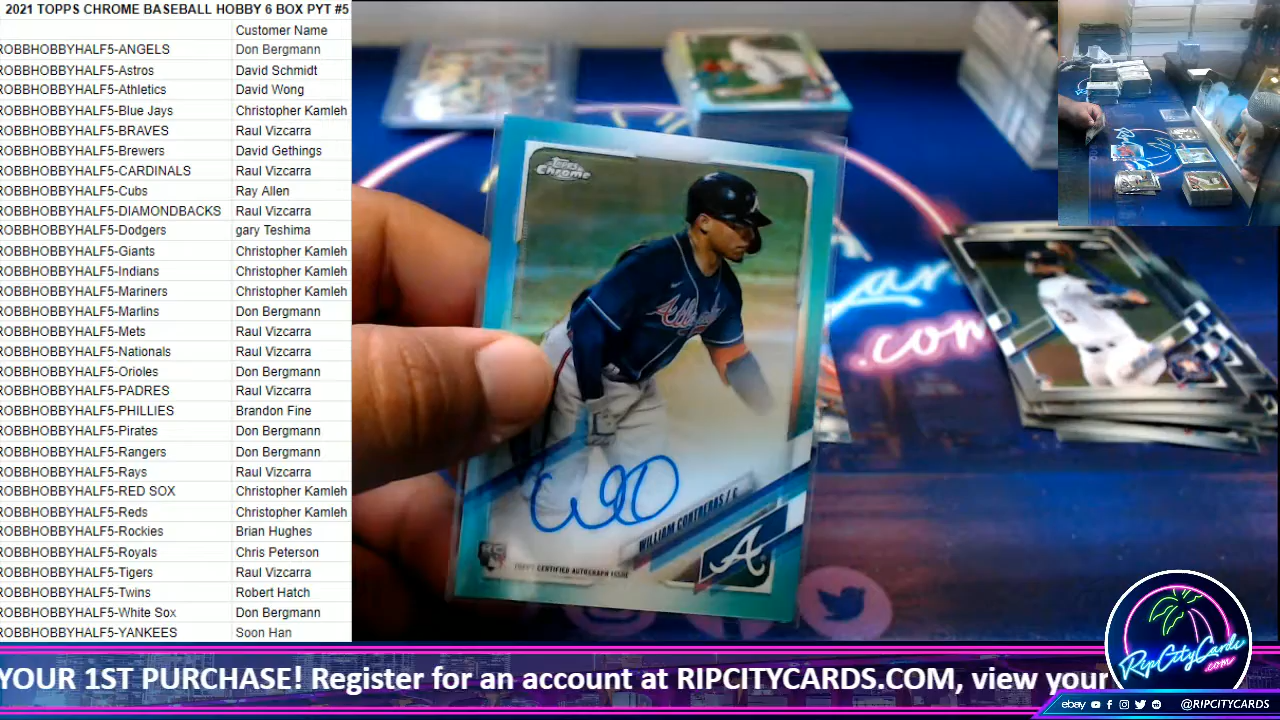 2021 TOPPS CHROME BASEBALL HOBBY 6 BOX PYT #5
Customer Name
ROBBHOBBYHALF5-ANGELS Don Bergmann
ROBBHOBBYHALF5-Astros David Schmidt
ROBBHOBBYHALF5-Athletics David Wong
ROBBHOBBYHALF5-Blue Jays Christopher Kamleh
ROBBHOBBYHALF5-BRAVES Raul Vizcarra
ROBBHOBBYHALF5-Brewers David Gethings
ROBBHOBBYHALF5-CARDINALS Raul Vizcarra
ROBBHOBBYHALF5-Cubs Ray Allen
ROBBHOBBYHALF5-DIAMONDBACKS Raul Vizcarra
ROBBHOBBYHALF5-Dodgers gary Teshima
ROBBHOBBYHALF5-Giants Christopher Kamleh
ROBBHOBBYHALF5-Indians Christopher Kamleh
ROBBHOBBYHALF5-Mariners Christopher Kamleh
ROBBHOBBYHALF5-Marlins Don Bergmann
ROBBHOBBYHALF5-Mets Raul Vizcarra
ROBBHOBBYHALF5-Nationals Raul Vizcarra
ROBBHOBBYHALF5-Orioles Don Bergmann
ROBBHOBBYHALF5-PADRES Raul Vizcarra
ROBBHOBBYHALF5-PHILLIES Brandon Fine
ROBBHOBBYHALF5-Pirates Don Bergmann
ROBBHOBBYHALF5-Rangers Don Bergmann
ROBBHOBBYHALF5-Rays Raul Vizcarra
ROBBHOBBYHALF5-RED SOX Christopher Kamleh
ROBBHOBBYHALF5-Reds Christopher Kamleh
ROBBHOBBYHALF5-Rockies Brian Hughes
ROBBHOBBYHALF5-Royals Chris Peterson
ROBBHOBBYHALF5-Tigers Raul Vizcarra
ROBBHOBBYHALF5-Twins Robert Hatch
ROBBHOBBYHALF5-White Sox Don Bergmann
ROBBHOBBYHALF5-YANKEES Soon Han
Topps Chrome
WILLIAM CONTRERAS / C
RC
TOPPS CERTIFIED AUTOGRAPH ISSUE
.com
RipCityCards
.com
YOUR 1ST PURCHASE! Register for an account at RIPCITYCARDS.COM, view your
ebay @RIPCITYCARDS